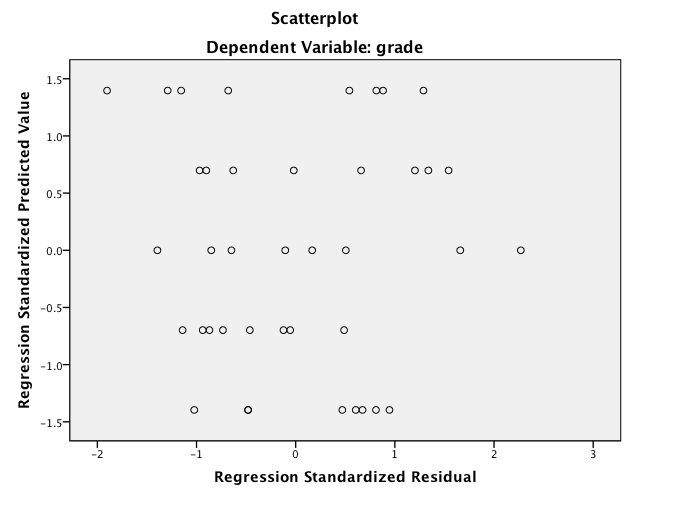 Scatterplot
Dependent Variable: grade
Regression Standardized Predicted Value
1.5
1.0
0.5
0.0
−0.5
−1.0
−1.5
−2 −1 0 1 2 3
Regression Standardized Residual